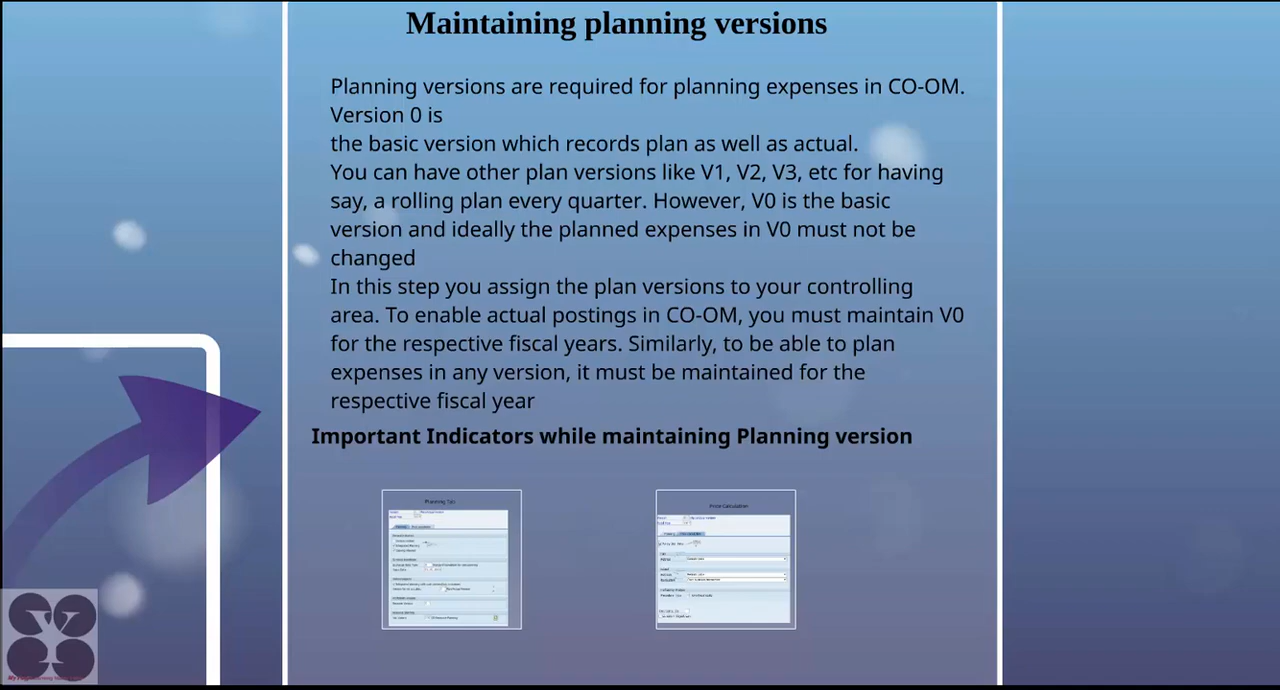 Maintaining planning versions
Planning versions are required for planning expenses in CO-OM.
Version 0 is
the basic version which records plan as well as actual.
You can have other plan versions like V1, V2, V3, etc for having
say, a rolling plan every quarter. However, V0 is the basic
version and ideally the planned expenses in V0 must not be
changed
In this step you assign the plan versions to your controlling
area. To enable actual postings in CO-OM, you must maintain V0
for the respective fiscal years. Similarly, to be able to plan
expenses in any version, it must be maintained for the
respective fiscal year
Important Indicators while maintaining Planning version
Planning Tab
Price Calculation